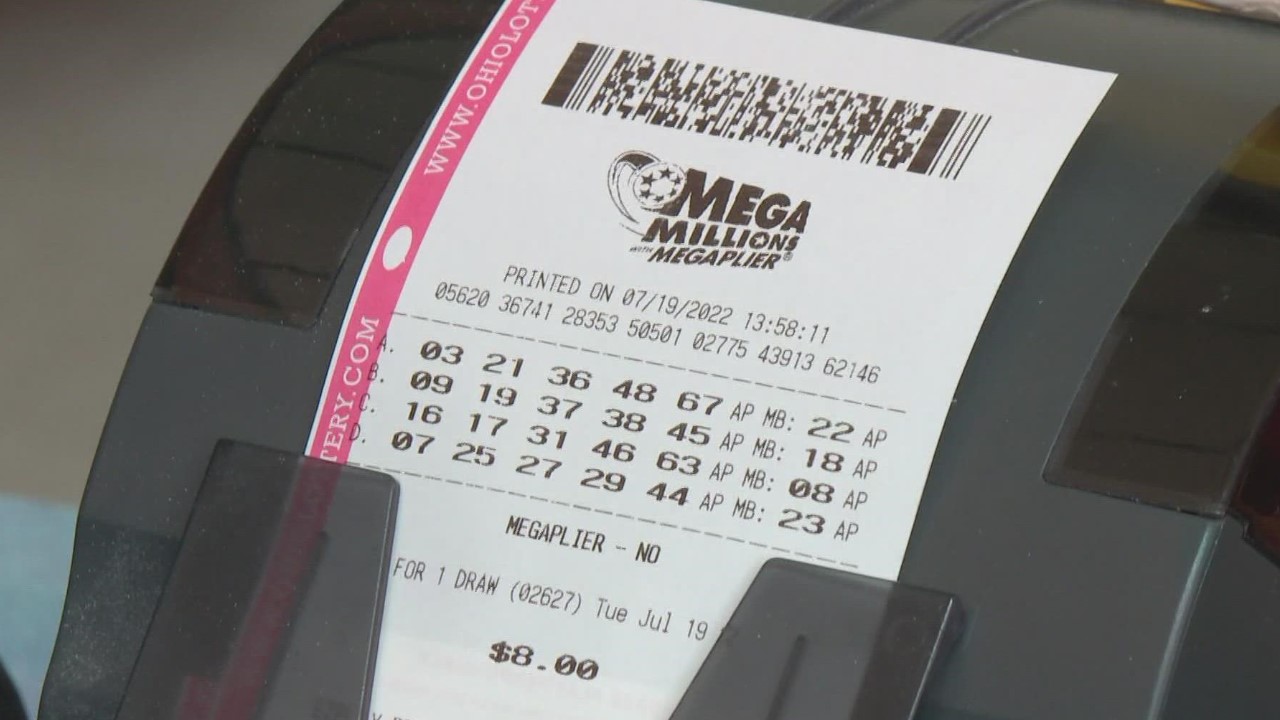 WWW.OHIOLOT
TERY.COM
MEGA
MILLIONS
WITH MEGAPLIER®
PRINTED ON 07/19/2022 13:58:11
05620 36741 28353 50501 02775 43913 62146
A. 03 21 36 48 67 AP MB: 22 AP
B. 09 19 37 38 45 AP MB: 18 AP
C. 16 17 31 46 63 AP MB: 08 AP
D. 07 25 27 29 44 AP MB: 23 AP
MEGAPLIER - NO
FOR 1 DRAW (02627) Tue Jul 19
$8.00